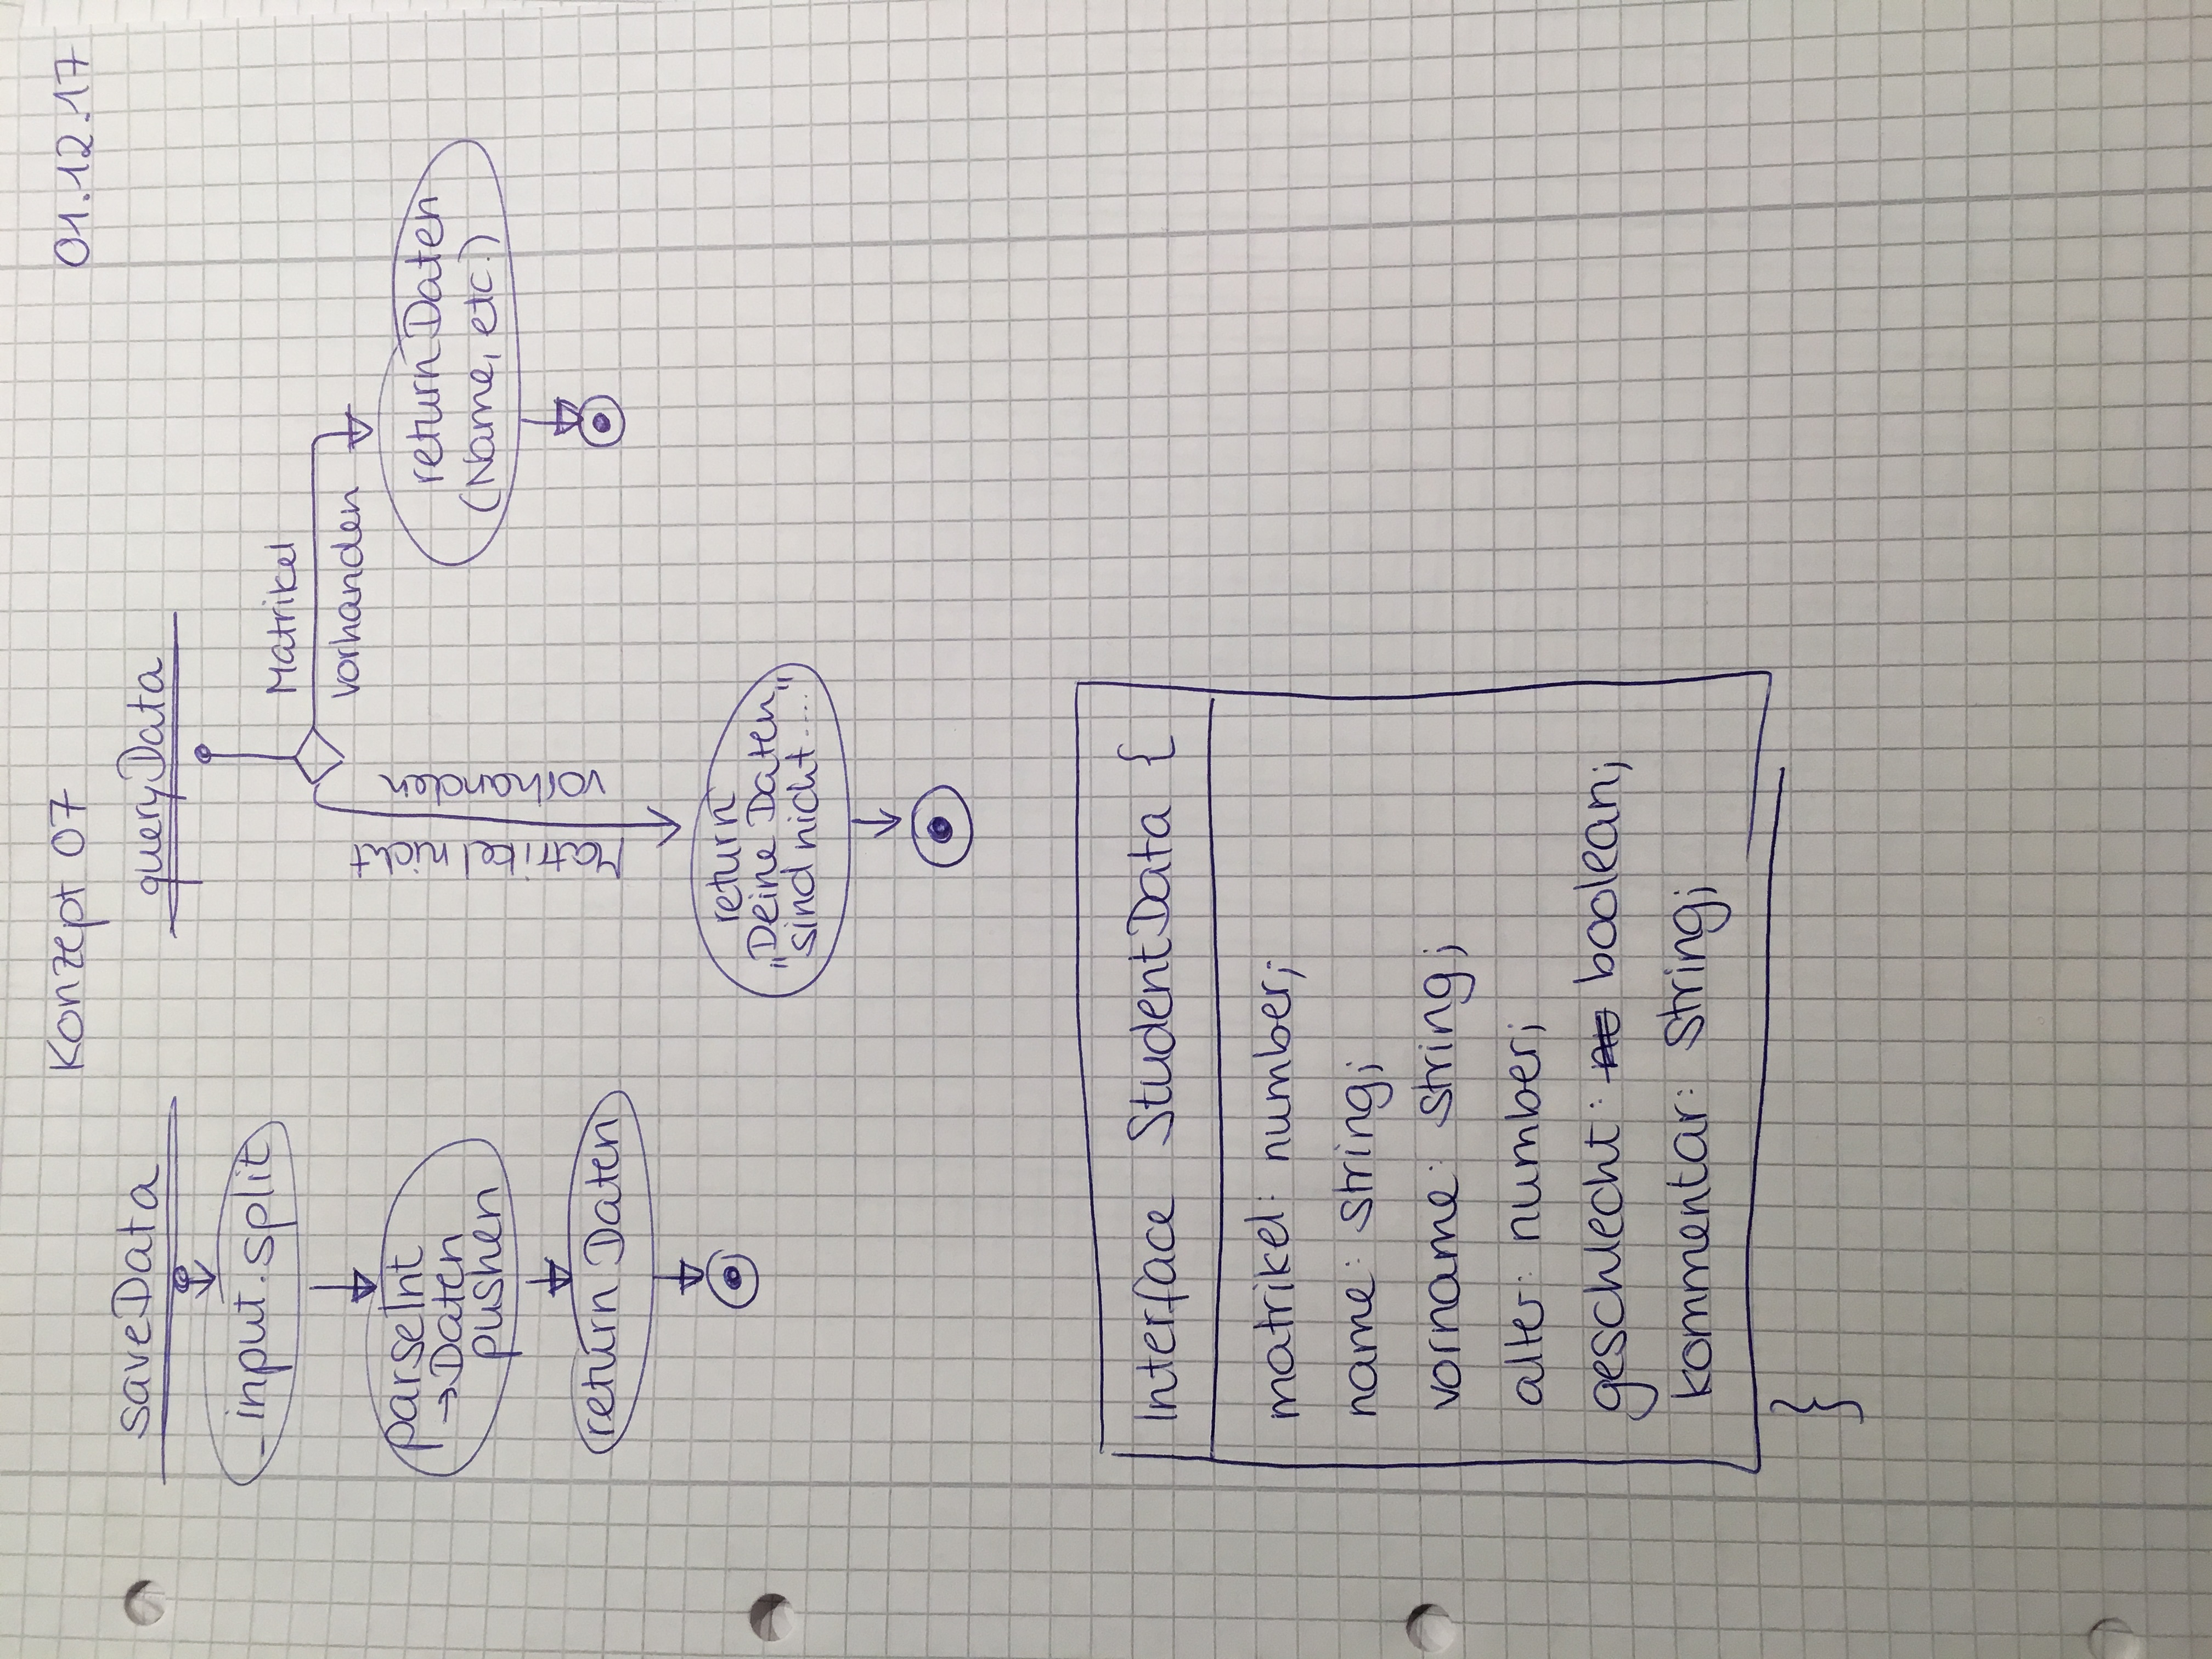 Konzept 07
01.12.17
saveData
_input.split
parseInt
→ Daten
pushen
return Daten
queryData
Matrikel
vorhanden
return Daten
(Name, etc.)
Matrikel nicht
vorhanden
return
„Deine Daten
sind nicht ...."
Interface StudentData {
matrikel: number;
name: string;
vorname: string;
alter: number;
geschlecht: boolean;
kommentar: string;
}